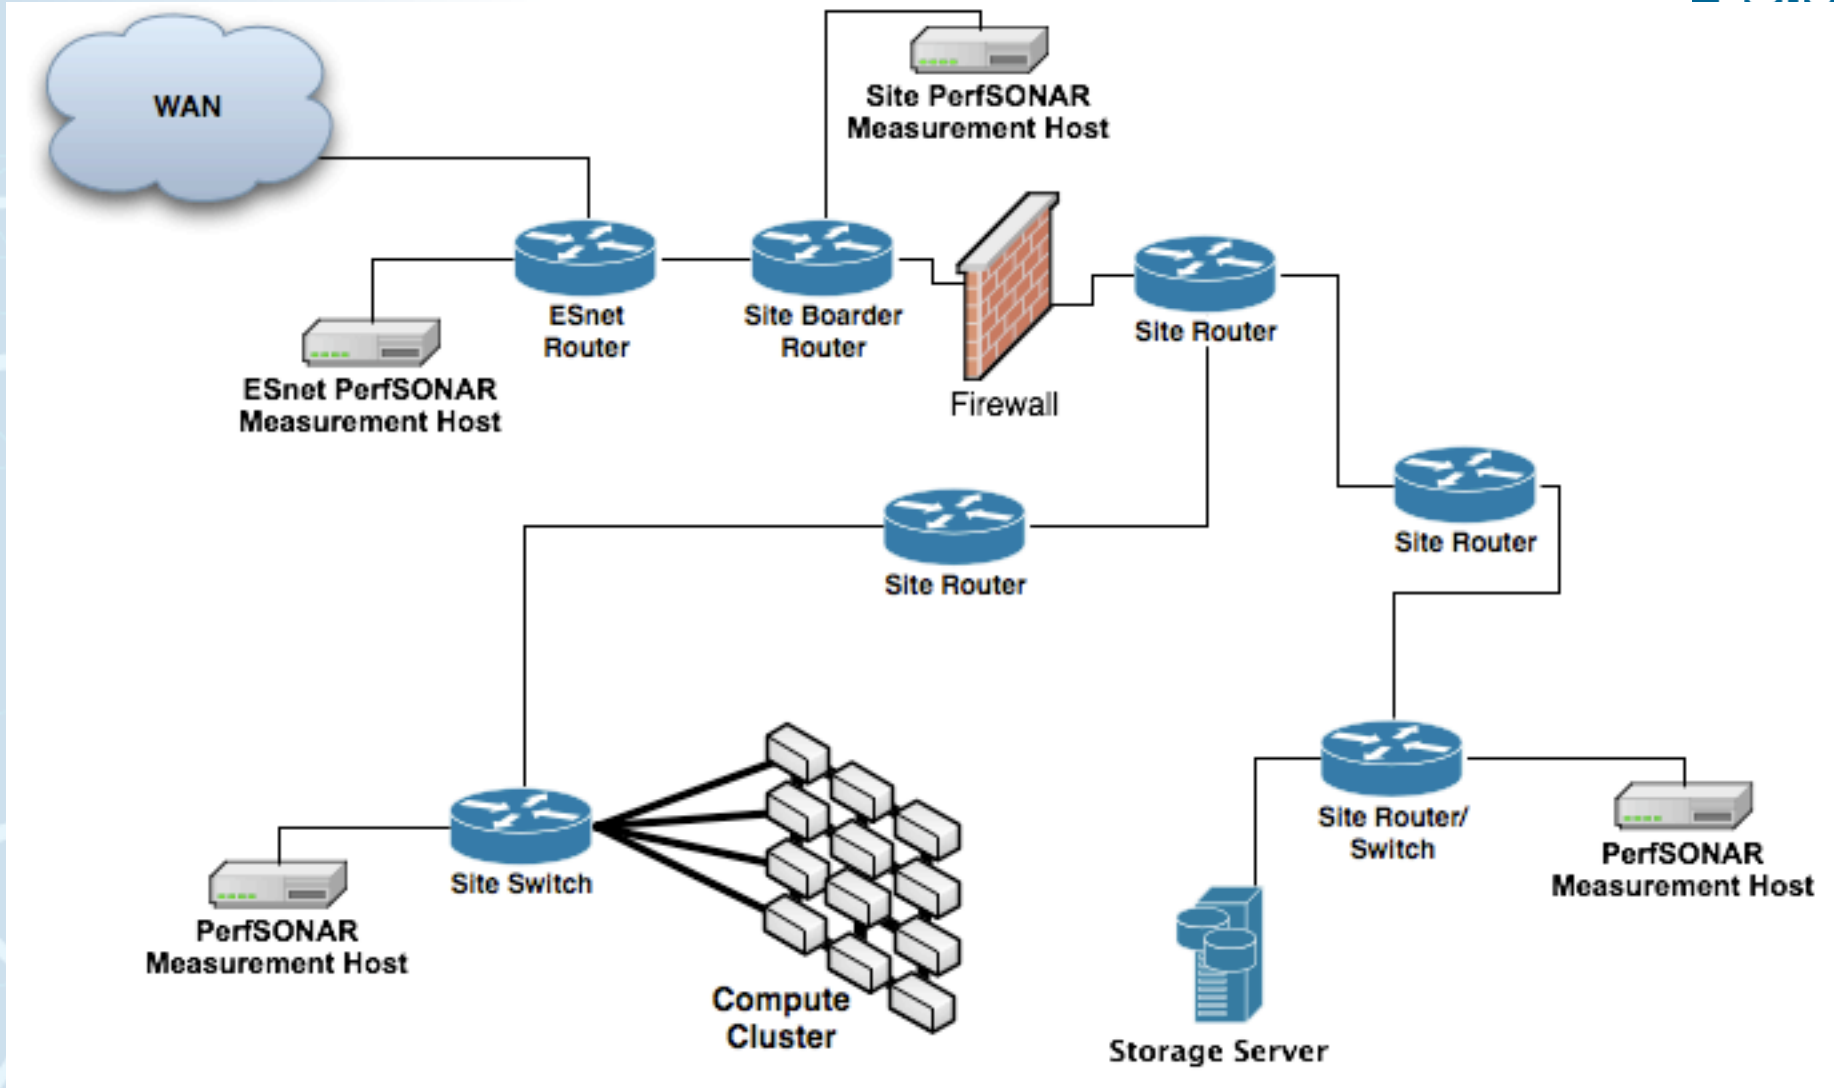 WAN
Site PerfSONAR
Measurement Host
ESnet
Router
Site Boarder
Router
Site Router
ESnet PerfSONAR
Measurement Host
Firewall
Site Router
Site Router
Site Router/
Switch
PerfSONAR
Measurement Host
Site Switch
PerfSONAR
Measurement Host
Compute
Cluster
Storage Server